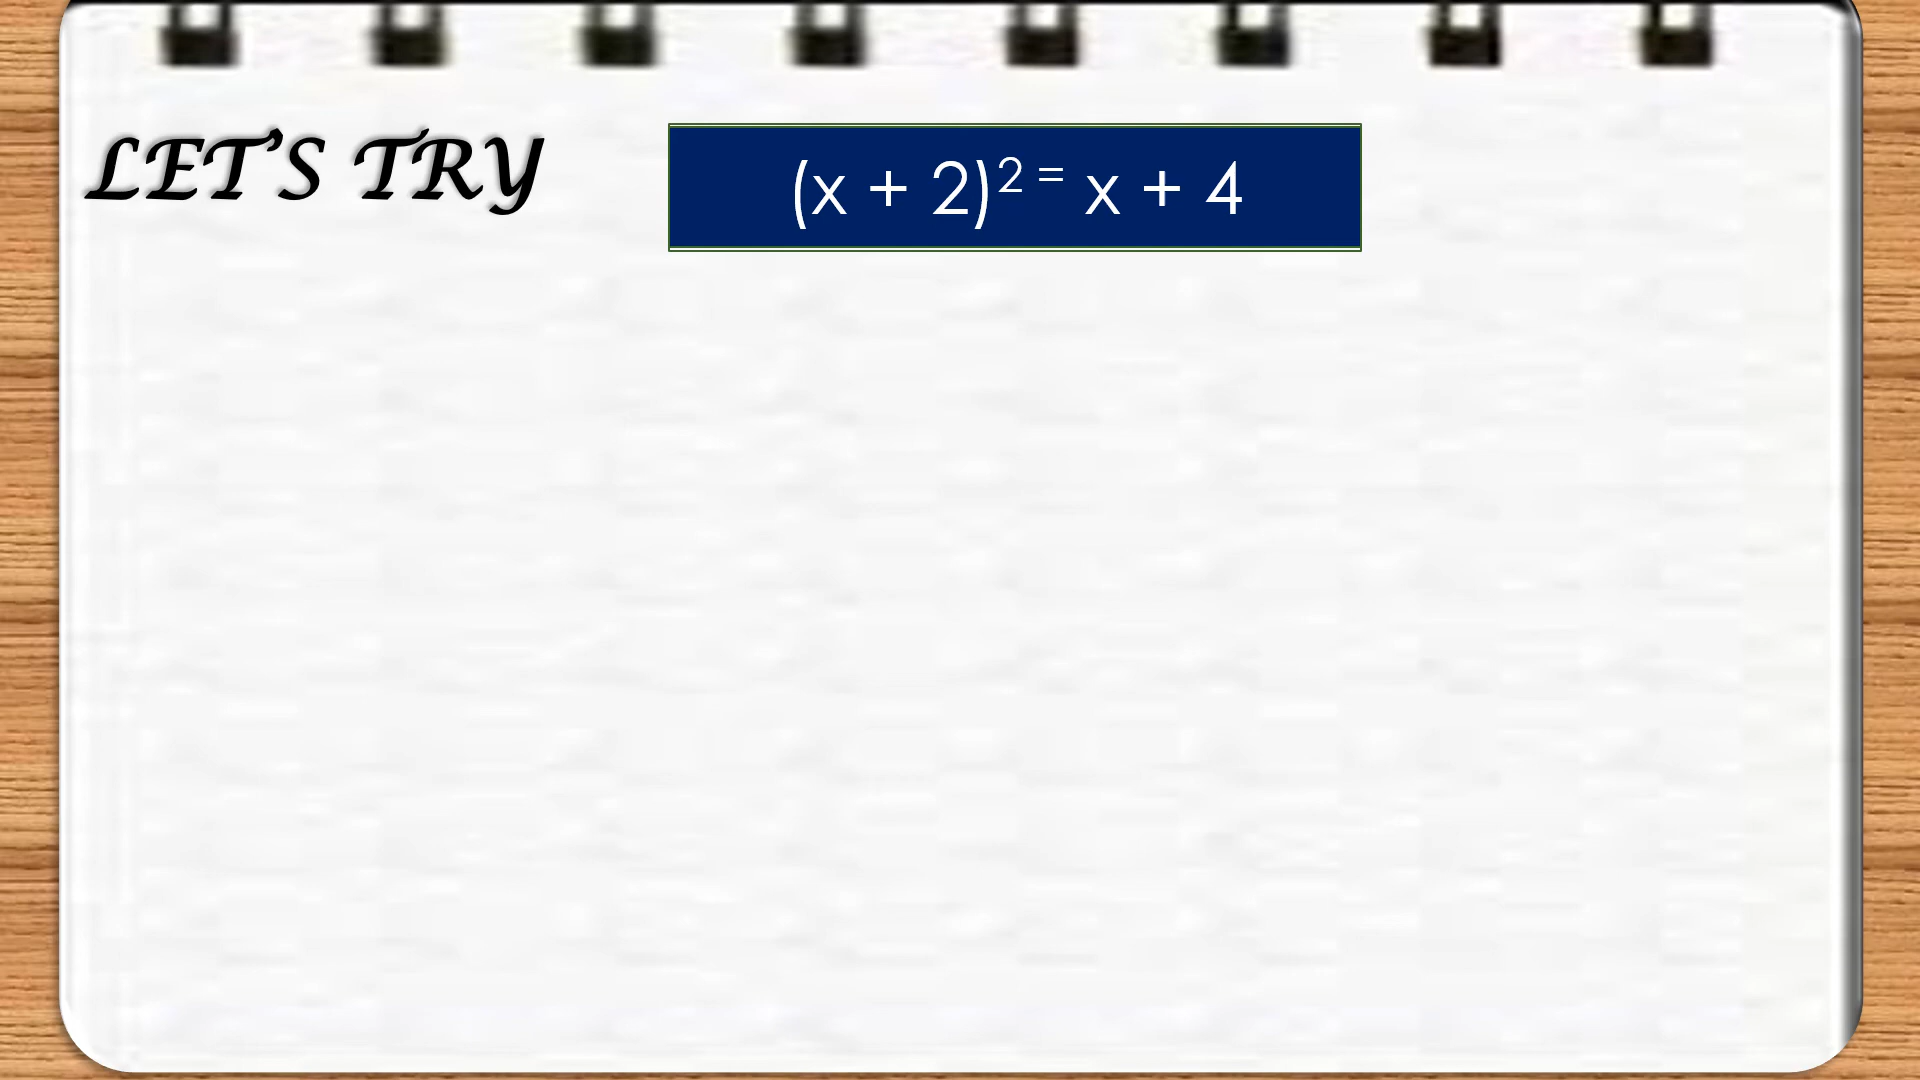 LET'S TRY
(x + 2)² ⁼ x + 4